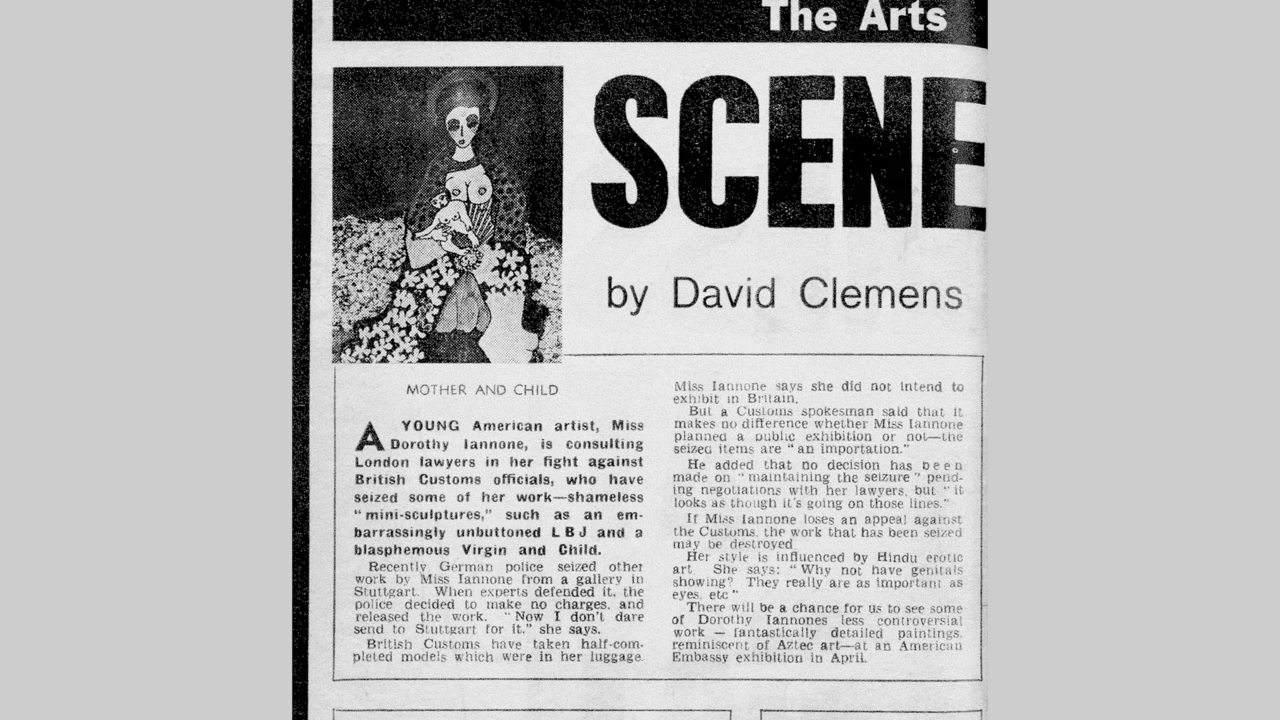 The Arts
SCENE
by David Clemens
MOTHER AND CHILD
A YOUNG American artist, Miss
Dorothy Iannone, is consulting
London lawyers in her fight against
British Customs officials, who have
seized some of her work—shameless
"mini-sculptures," such as an em-
barrassingly unbuttoned LBJ and a
blasphemous Virgin and Child.
Recently German police seized other
work by Miss Iannone from a gallery in
Stuttgart. When experts defended it, the
police decided to make no charges, and
released the work. "Now I don't dare
send to Stuttgart for it," she says.
British Customs have taken half-com-
pleted models which were in her luggage.
Miss Iannone says she did not intend to
exhibit in Britain.
But a Customs spokesman said that it
makes no difference whether Miss Iannone
planned a public exhibition or not—the
seized items are "an importation."
He added that no decision has been
made on "maintaining the seizure" pend-
ing negotiations with her lawyers, but "it
looks as though it's going on those lines."
If Miss Iannone loses an appeal against
the Customs, the work that has been seized
may be destroyed
Her style is influenced by Hindu erotic
art. She says: "Why not have genitals
showing? They really are as important as
eyes, etc"
There will be a chance for us to see some
of Dorothy Iannones less controversial
work — fantastically detailed paintings,
reminiscent of Aztec art—at an American
Embassy exhibition in April.